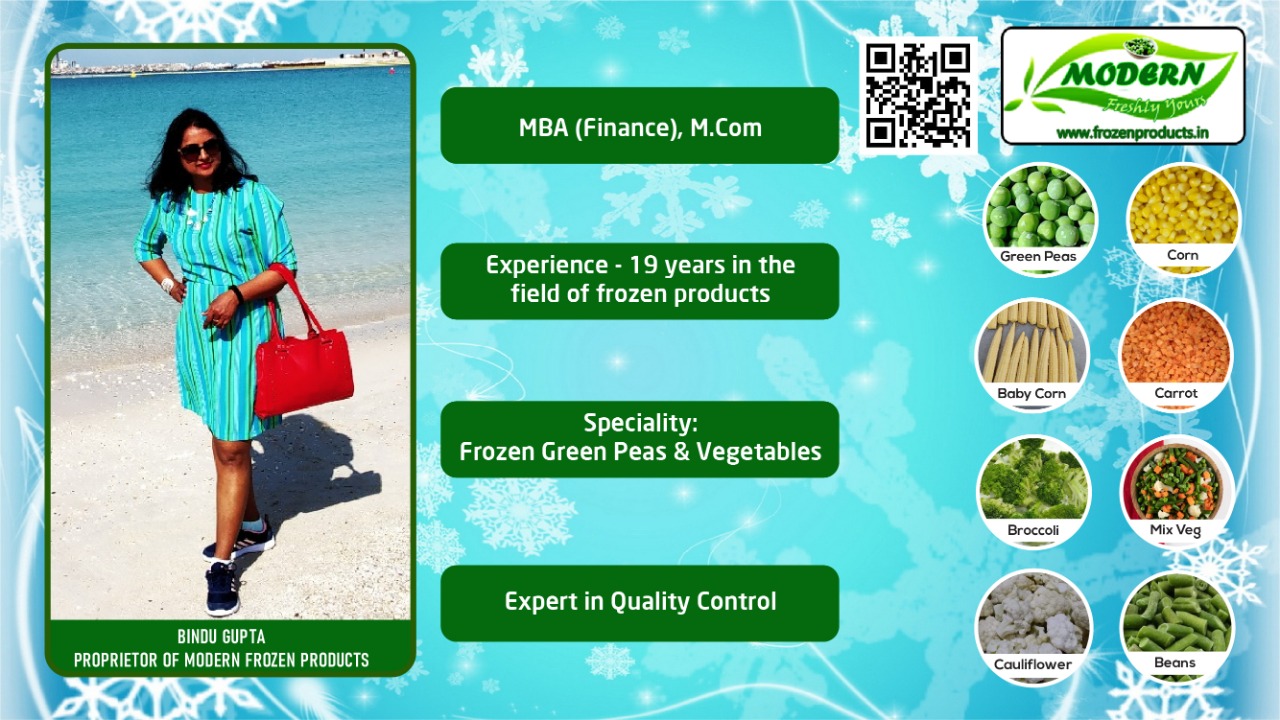 BINDU GUPTA
PROPRIETOR OF MODERN FROZEN PRODUCTS
MBA (Finance), M.Com
Experience - 19 years in the
field of frozen products
Speciality:
Frozen Green Peas & Vegetables
Expert in Quality Control
MODERN
Freshly Yours
www.frozenproducts.in
Green Peas
Corn
Baby Corn
Carrot
Broccoli
Mix Veg
Cauliflower
Beans